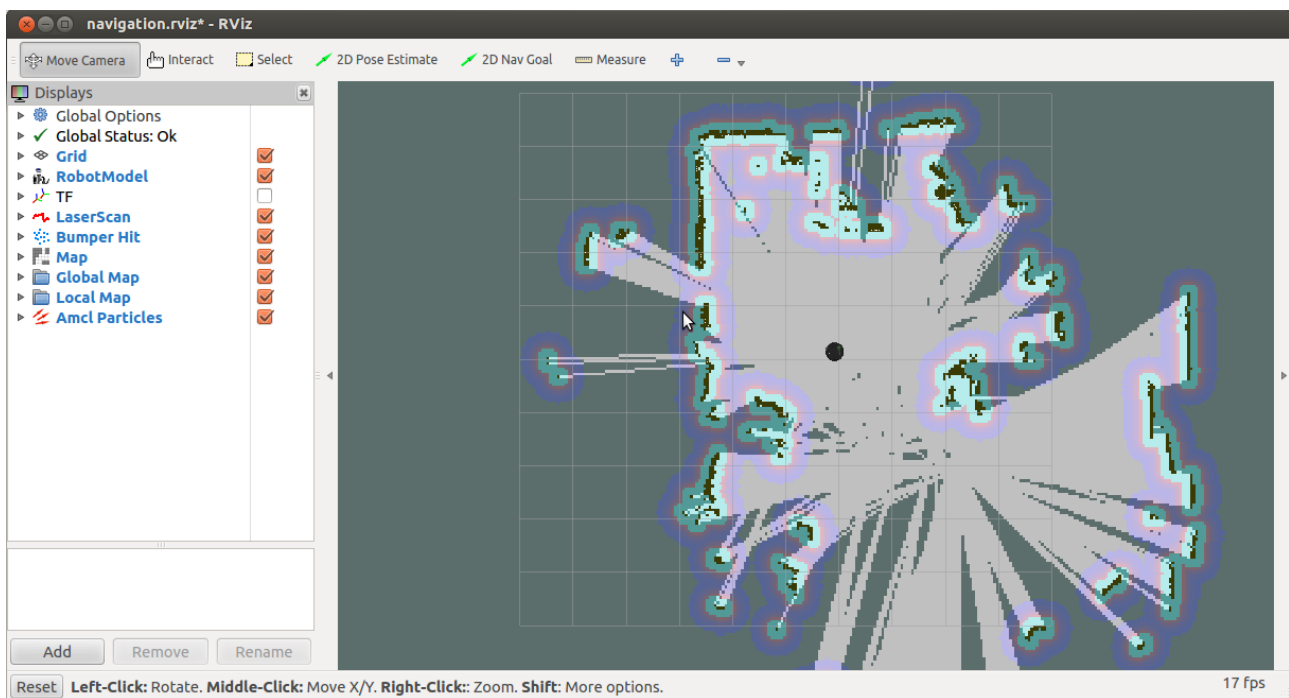 navigation.rviz* - RViz
Move Camera Interact Select 2D Pose Estimate 2D Nav Goal Measure
Displays
Global Options
Global Status: Ok
Grid
RobotModel
TF
LaserScan
Bumper Hit
Map
Global Map
Local Map
Amcl Particles
Add Remove Rename
Reset Left-Click: Rotate. Middle-Click: Move X/Y. Right-Click:: Zoom. Shift: More options. 17 fps